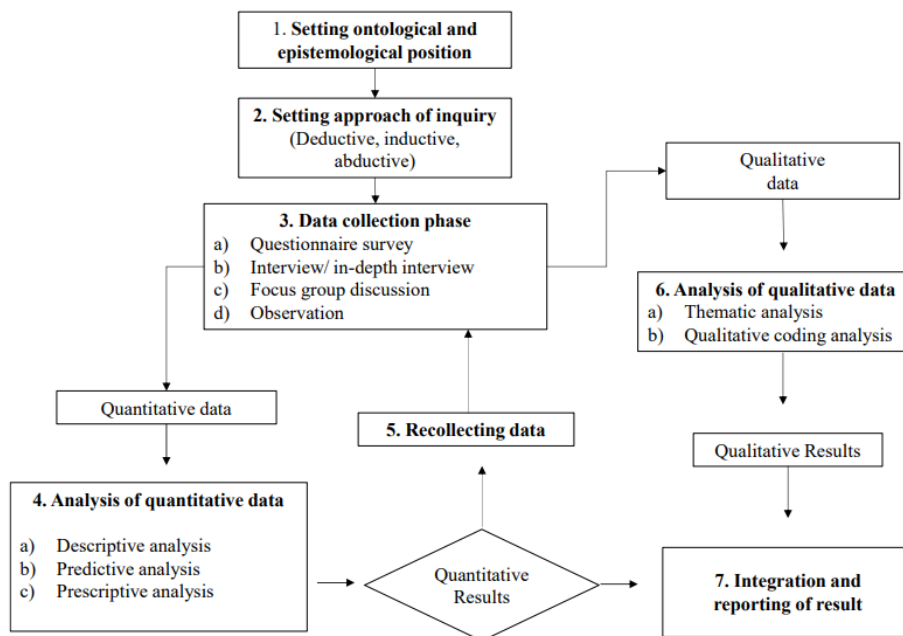 1. Setting ontological and
epistemological position
2. Setting approach of inquiry
(Deductive, inductive,
abductive)
Qualitative
data
3. Data collection phase
a) Questionnaire survey
b) Interview/ in-depth interview
c) Focus group discussion
d) Observation
6. Analysis of qualitative data
a) Thematic analysis
b) Qualitative coding analysis
Quantitative data
5. Recollecting data
Qualitative Results
4. Analysis of quantitative data
a) Descriptive analysis
b) Predictive analysis
c) Prescriptive analysis
Quantitative
Results
7. Integration and
reporting of result